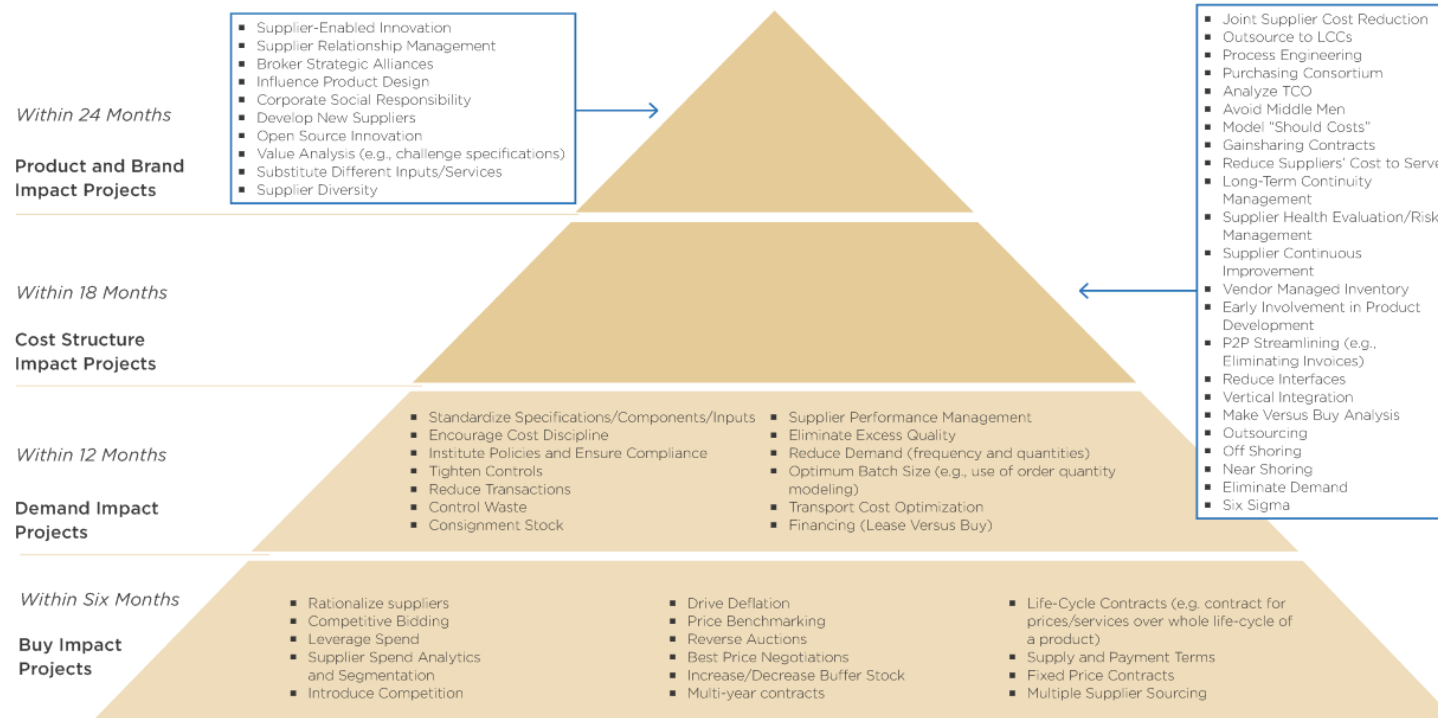 Within 24 Months
Product and Brand
Impact Projects
▪ Supplier-Enabled Innovation
▪ Supplier Relationship Management
▪ Broker Strategic Alliances
▪ Influence Product Design
▪ Corporate Social Responsibility
▪ Develop New Suppliers
▪ Open Source Innovation
▪ Value Analysis (e.g., challenge specifications)
▪ Substitute Different Inputs/Services
▪ Supplier Diversity
Within 18 Months
Cost Structure
Impact Projects
▪ Joint Supplier Cost Reduction
▪ Outsource to LCCs
▪ Process Engineering
▪ Purchasing Consortium
▪ Analyze TCO
▪ Avoid Middle Men
▪ Model "Should Costs"
▪ Gainsharing Contracts
▪ Reduce Suppliers' Cost to Serve
▪ Long-Term Continuity
Management
▪ Supplier Health Evaluation/Risk
Management
▪ Supplier Continuous
Improvement
▪ Vendor Managed Inventory
▪ Early Involvement in Product
Development
▪ P2P Streamlining (e.g.,
Eliminating Invoices)
▪ Reduce Interfaces
▪ Vertical Integration
▪ Make Versus Buy Analysis
▪ Outsourcing
▪ Off Shoring
▪ Near Shoring
▪ Eliminate Demand
▪ Six Sigma
Within 12 Months
Demand Impact
Projects
▪ Standardize Specifications/Components/Inputs
▪ Encourage Cost Discipline
▪ Institute Policies and Ensure Compliance
▪ Tighten Controls
▪ Reduce Transactions
▪ Control Waste
▪ Consignment Stock
▪ Supplier Performance Management
▪ Eliminate Excess Quality
▪ Reduce Demand (frequency and quantities)
▪ Optimum Batch Size (e.g., use of order quantity
modeling)
▪ Transport Cost Optimization
▪ Financing (Lease Versus Buy)
Within Six Months
Buy Impact
Projects
▪ Rationalize suppliers
▪ Competitive Bidding
▪ Leverage Spend
▪ Supplier Spend Analytics
and Segmentation
▪ Introduce Competition
▪ Drive Deflation
▪ Price Benchmarking
▪ Reverse Auctions
▪ Best Price Negotiations
▪ Increase/Decrease Buffer Stock
▪ Multi-year contracts
▪ Life-Cycle Contracts (e.g. contract for
prices/services over whole life-cycle of
a product)
▪ Supply and Payment Terms
▪ Fixed Price Contracts
▪ Multiple Supplier Sourcing